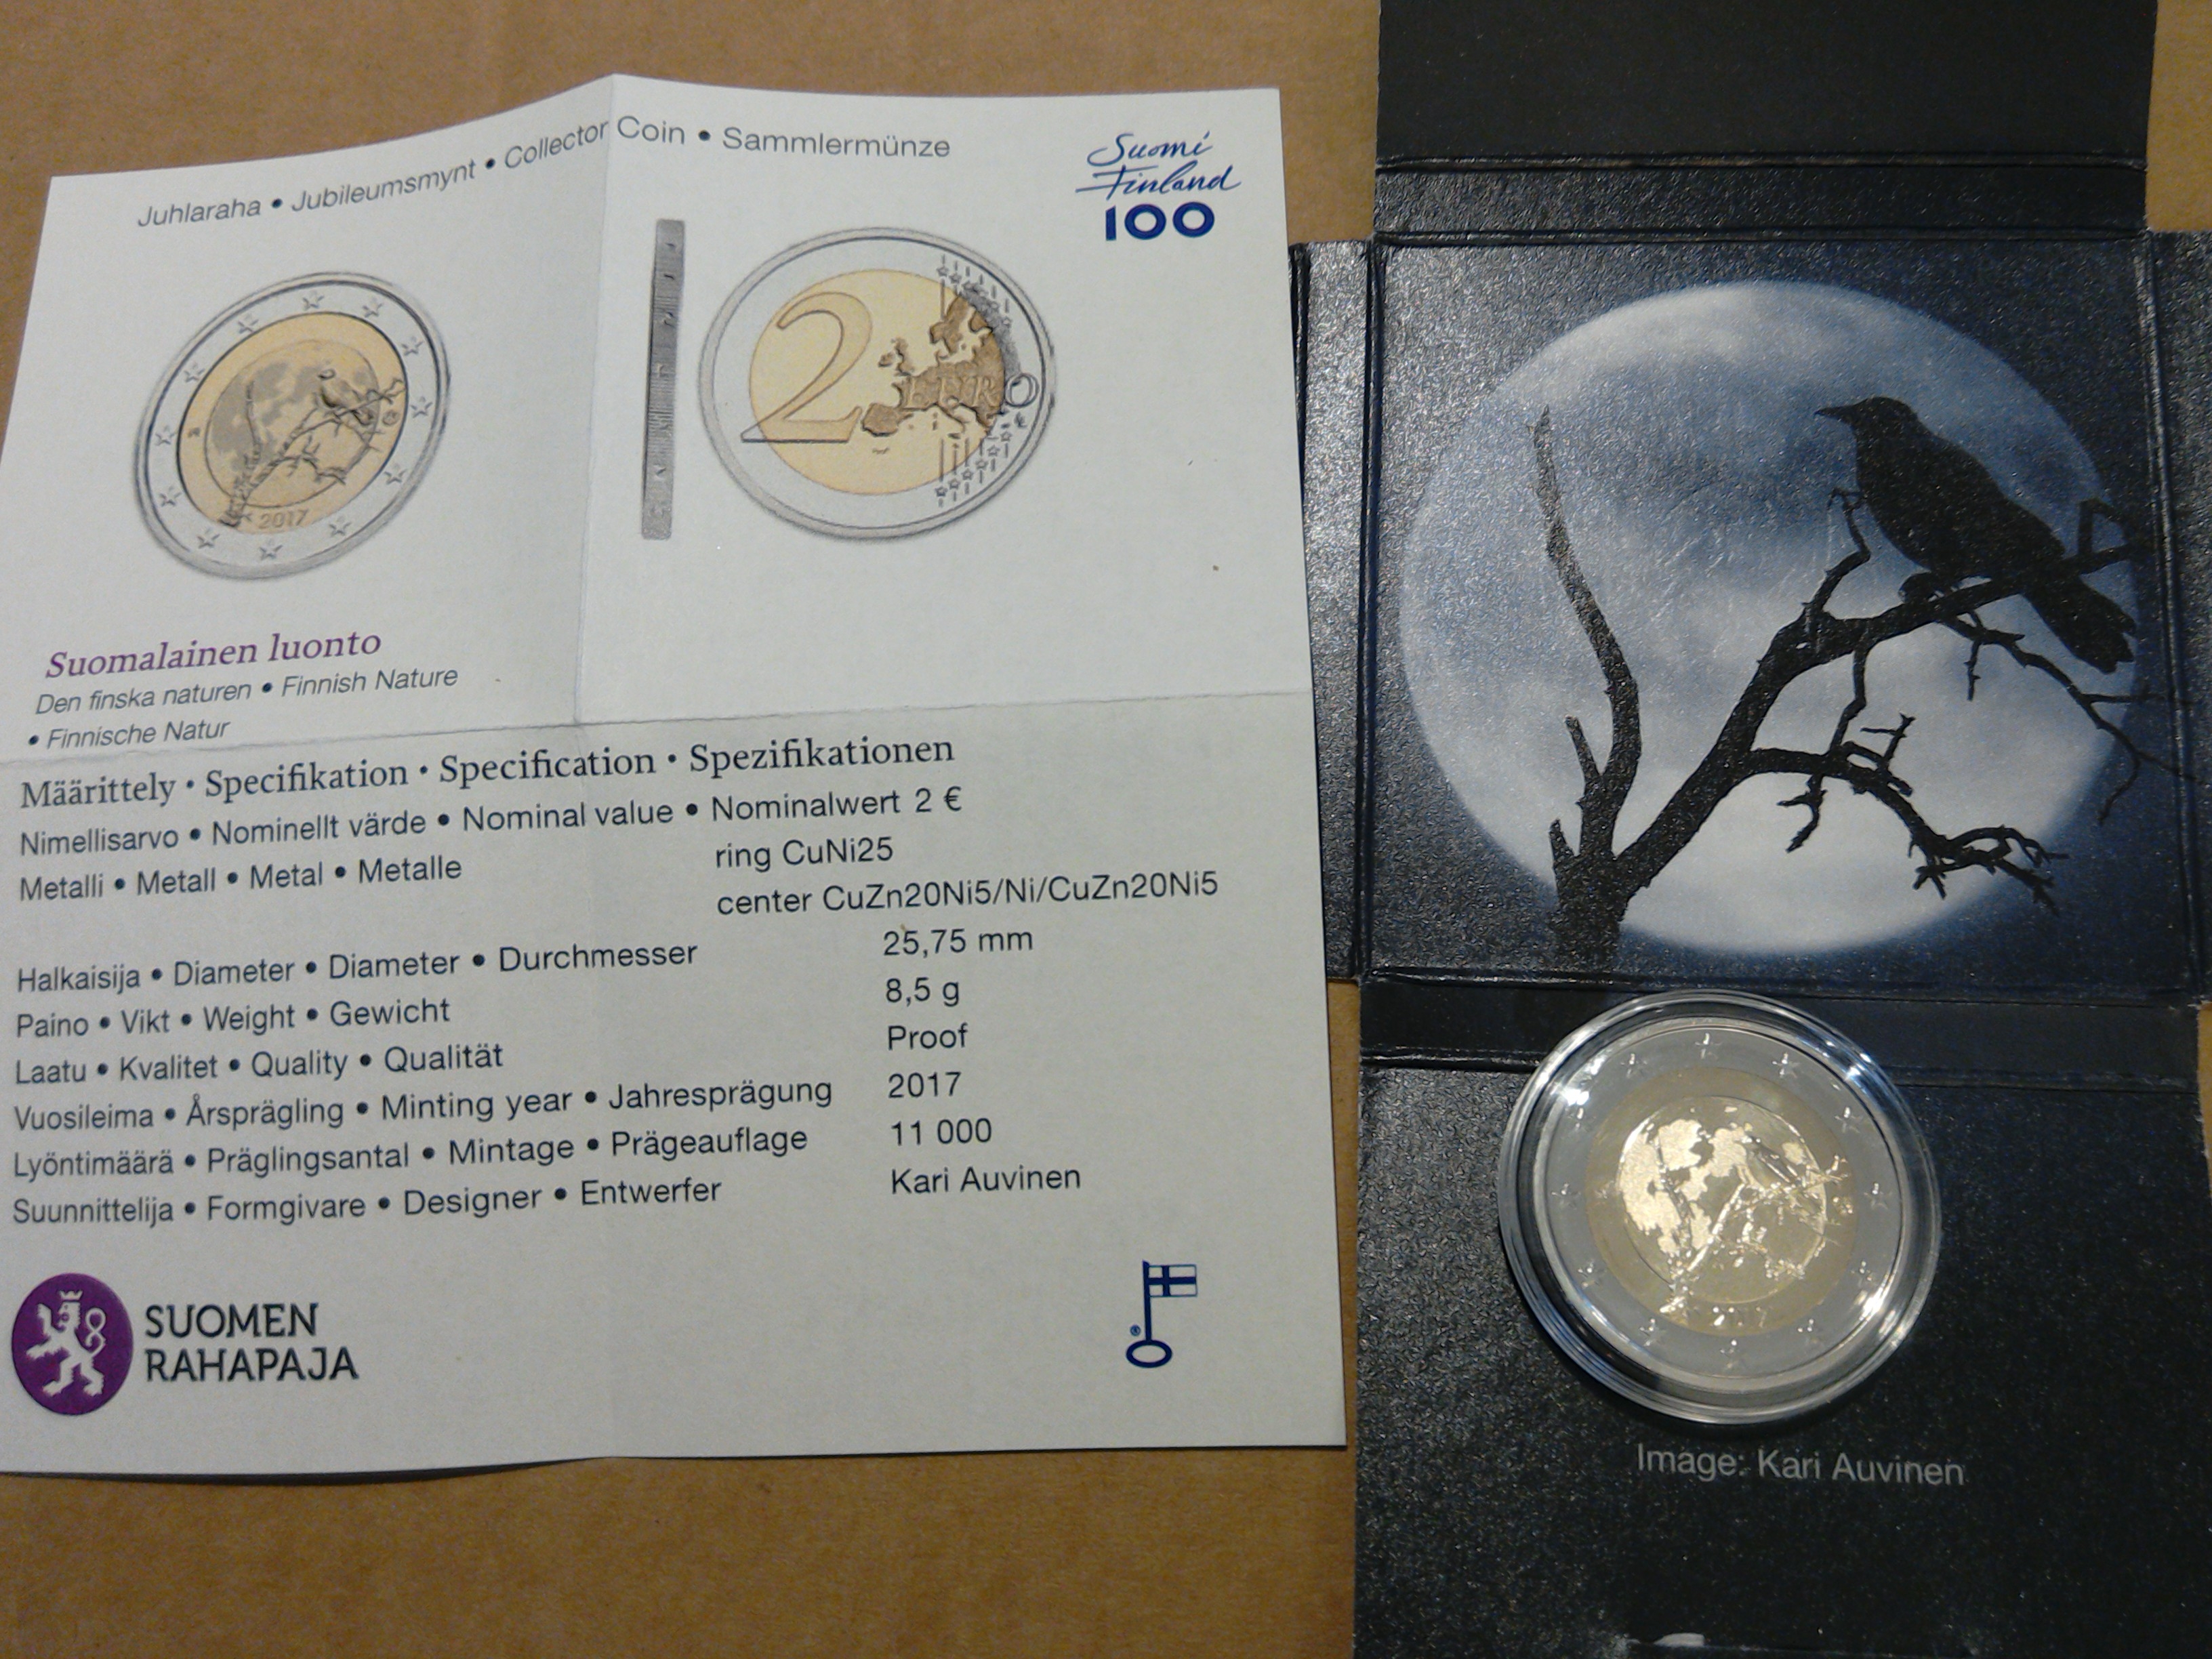 Juhlaraha • Jubileumsmynt • Collector Coin • Sammlermünze
Suomi
Finland
100
2017
2 EURO
Suomalainen luonto
Den finska naturen • Finnish Nature
• Finnische Natur
Määrittely • Specifikation • Specification • Spezifikationen
Nimellisarvo • Nominellt värde • Nominal value • Nominalwert 2 €
Metalli • Metall • Metal • Metalle ring CuNi25
center CuZn20Ni5/Ni/CuZn20Ni5
Halkaisija • Diameter • Diameter • Durchmesser 25,75 mm
Paino • Vikt • Weight • Gewicht 8,5 g
Laatu • Kvalitet • Quality • Qualität Proof
Vuosileima • Årsprägling • Minting year • Jahresprägung 2017
Lyöntimäärä • Präglingsantal • Mintage • Prägeauflage 11 000
Suunnittelija • Formgivare • Designer • Entwerfer Kari Auvinen
SUOMEN
RAHAPAJA
®
2017
Image: Kari Auvinen